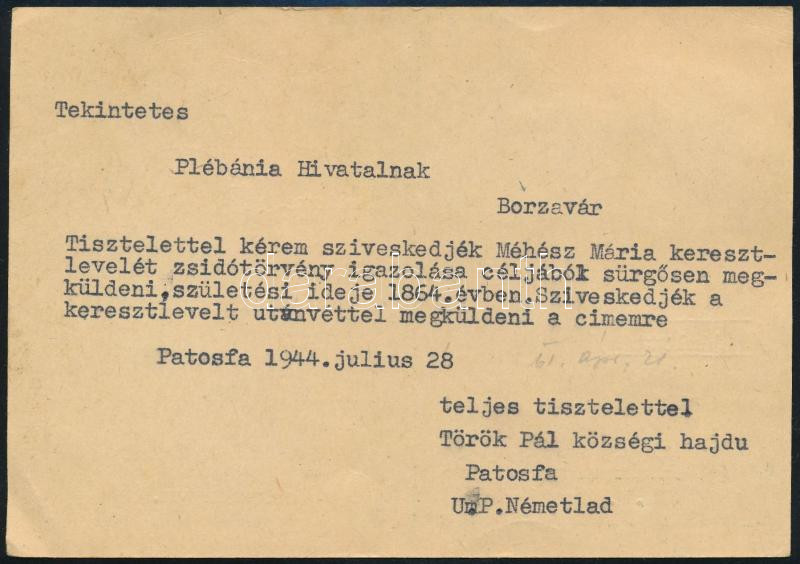 Tekintetes
Plébánia Hivatalnak
Borzavár
Tisztelettel kérem sziveskedjék Méhész Mária kereszt-
levelét zsidótörvény igazolása céljából sürgősen meg-
küldeni,születési ideje 1864.évben.Sziveskedjék a
keresztlevelt utánvéttel megküldeni a cimemre
Patosfa 1944.julius 28
teljes tisztelettel
Török Pál községi hajdu
Patosfa
U.P.Németlad
darabanth